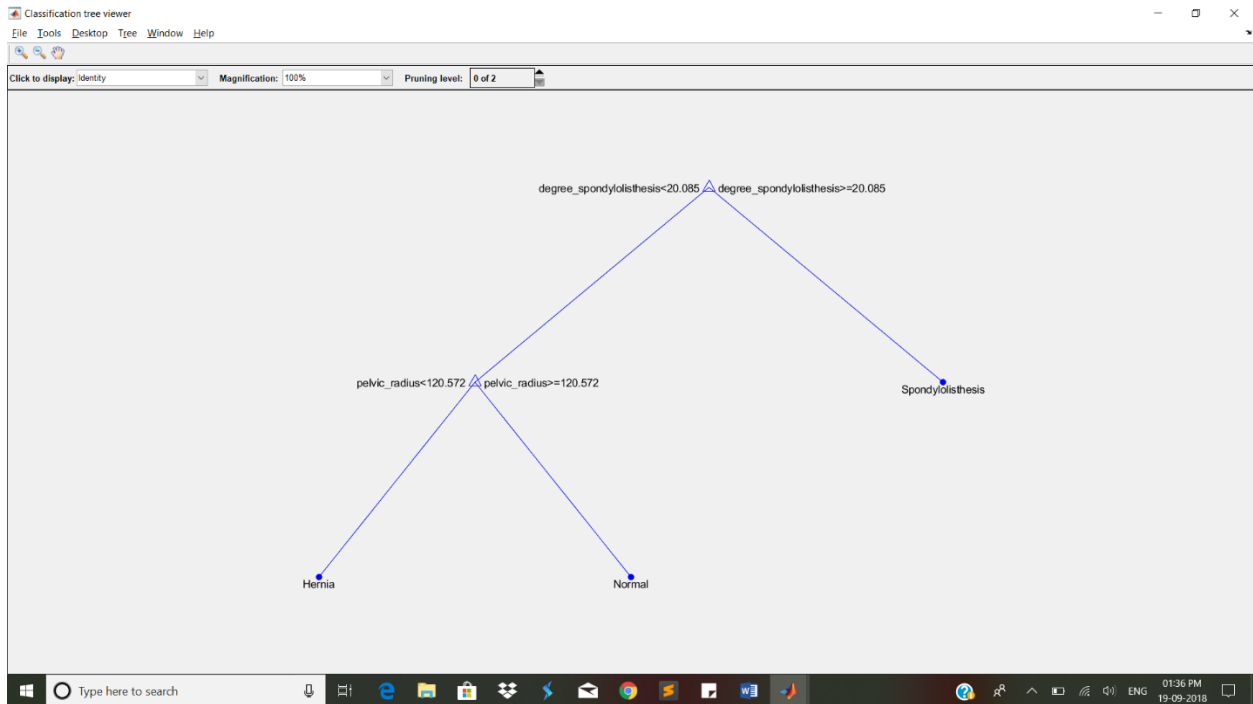 Classification tree viewer
File Tools Desktop Tree Window Help
Click to display: Identity Magnification: 100% Pruning level: 0 of 2
degree_spondylolisthesis<20.085 degree_spondylolisthesis>=20.085
pelvic_radius<120.572 pelvic_radius>=120.572
Spondylolisthesis
Hernia Normal
Type here to search
ENG
01:36 PM
19-09-2018